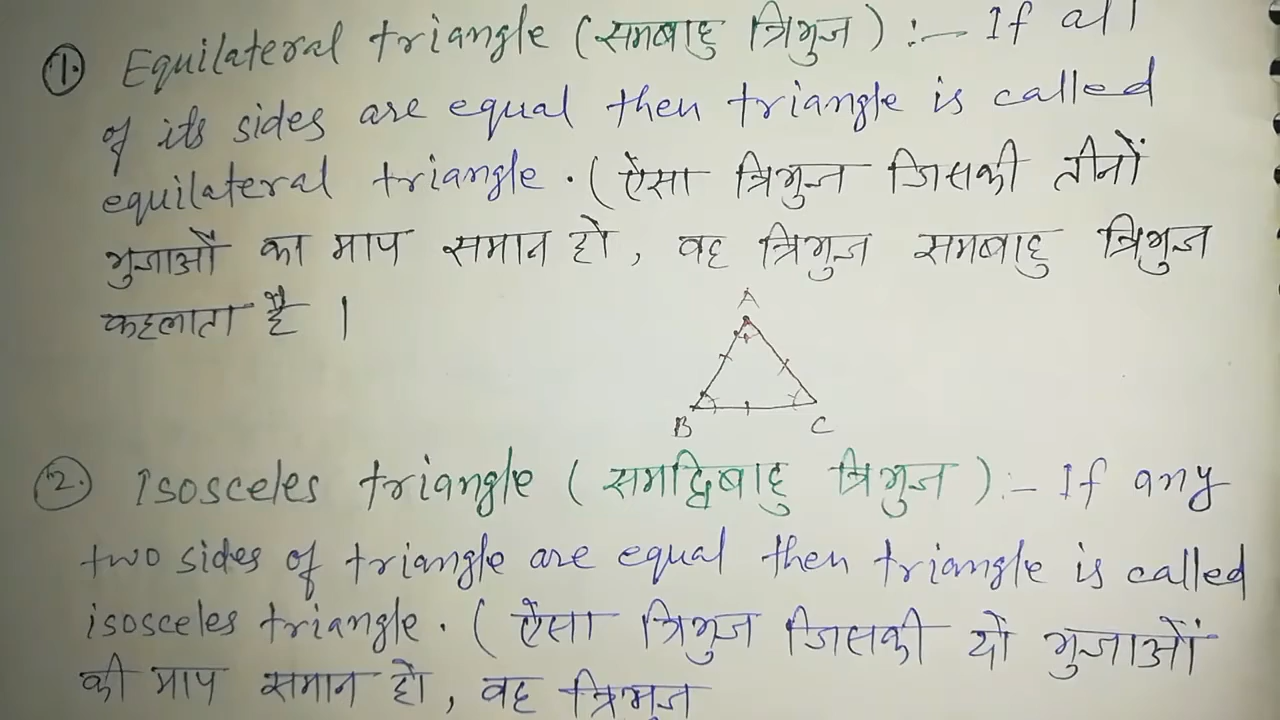 1. Equilateral triangle (समबाहु त्रिभुज) :- If all
of its sides are equal then triangle is called
equilateral triangle. (ऐसा त्रिभुज जिसकी तीनों
भुजाओं का माप समान हो, वह त्रिभुज समबाहु त्रिभुज
कहलाता है ।
A
B C
2. Isosceles triangle (समद्विबाहु त्रिभुज) :- If any
two sides of triangle are equal then triangle is called
isosceles triangle. (ऐसा त्रिभुज जिसकी दो भुजाओं
की माप समान हो, वह त्रिभुज